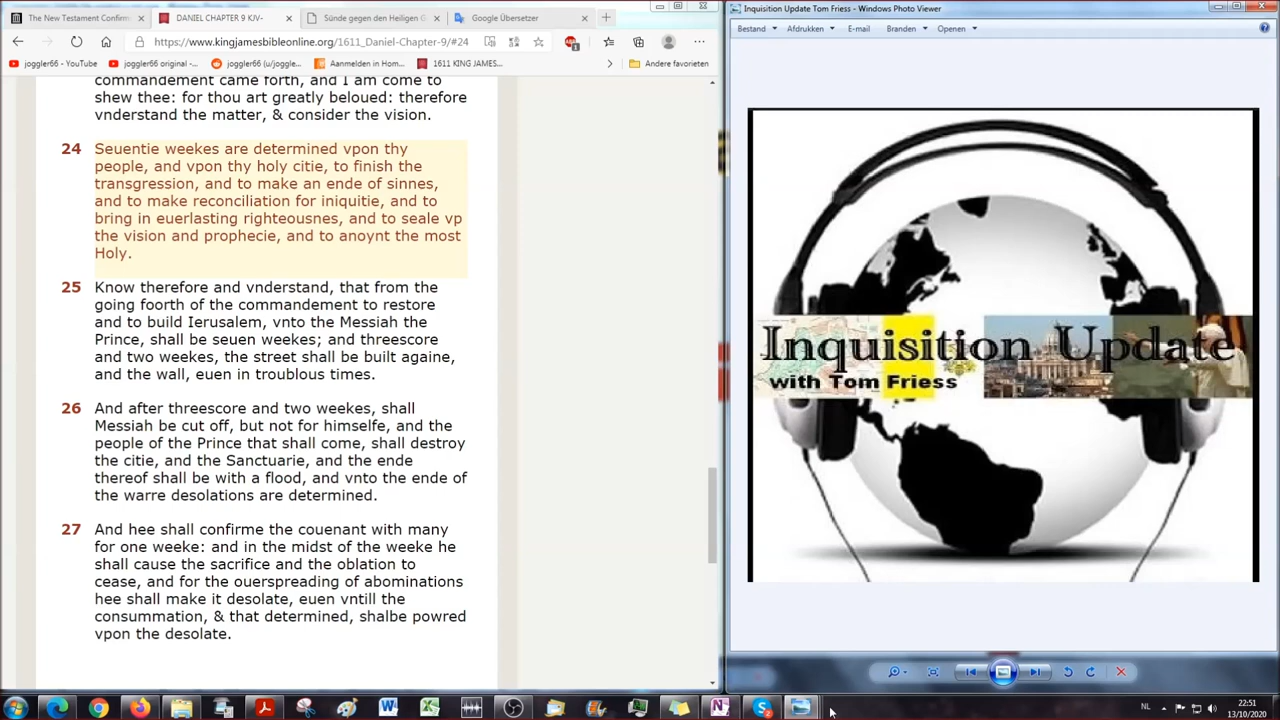 The New Testament Confirm
DANIEL CHAPTER 9 KJV-
Sünde gegen den Heiligen G
Google Übersetzer
https://www.kingjamesbibleonline.org/1611_Daniel-Chapter-9/#24
joggler66 - YouTube
joggler66 original -...
joggler66 (u/joggle...
Aanmelden in Hom...
1611 KING JAMES...
Andere favorieten
commandement came forth, and I am come to
shew thee: for thou art greatly beloued: therefore
vnderstand the matter, & consider the vision.
24 Seuentie weekes are determined vpon thy
people, and vpon thy holy citie, to finish the
transgression, and to make an ende of sinnes,
and to make reconciliation for iniquitie, and to
bring in euerlasting righteousnes, and to seale vp
the vision and prophecie, and to anoynt the most
Holy.
25 Know therefore and vnderstand, that from the
going foorth of the commandement to restore
and to build Ierusalem, vnto the Messiah the
Prince, shall be seuen weekes; and threescore
and two weekes, the street shall be built againe,
and the wall, euen in troublous times.
26 And after threescore and two weekes, shall
Messiah be cut off, but not for himselfe, and the
people of the Prince that shall come, shall destroy
the citie, and the Sanctuarie, and the ende
thereof shall be with a flood, and vnto the ende of
the warre desolations are determined.
27 And hee shall confirme the couenant with many
for one weeke: and in the midst of the weeke he
shall cause the sacrifice and the oblation to
cease, and for the ouerspreading of abominations
hee shall make it desolate, euen vntill the
consummation, & that determined, shalbe powred
vpon the desolate.
Inquisition Update Tom Friess - Windows Photo Viewer
Bestand
Afdrukken
E-mail
Branden
Openen
Inquisition Update
with Tom Friess
NL
22:51
13/10/2020